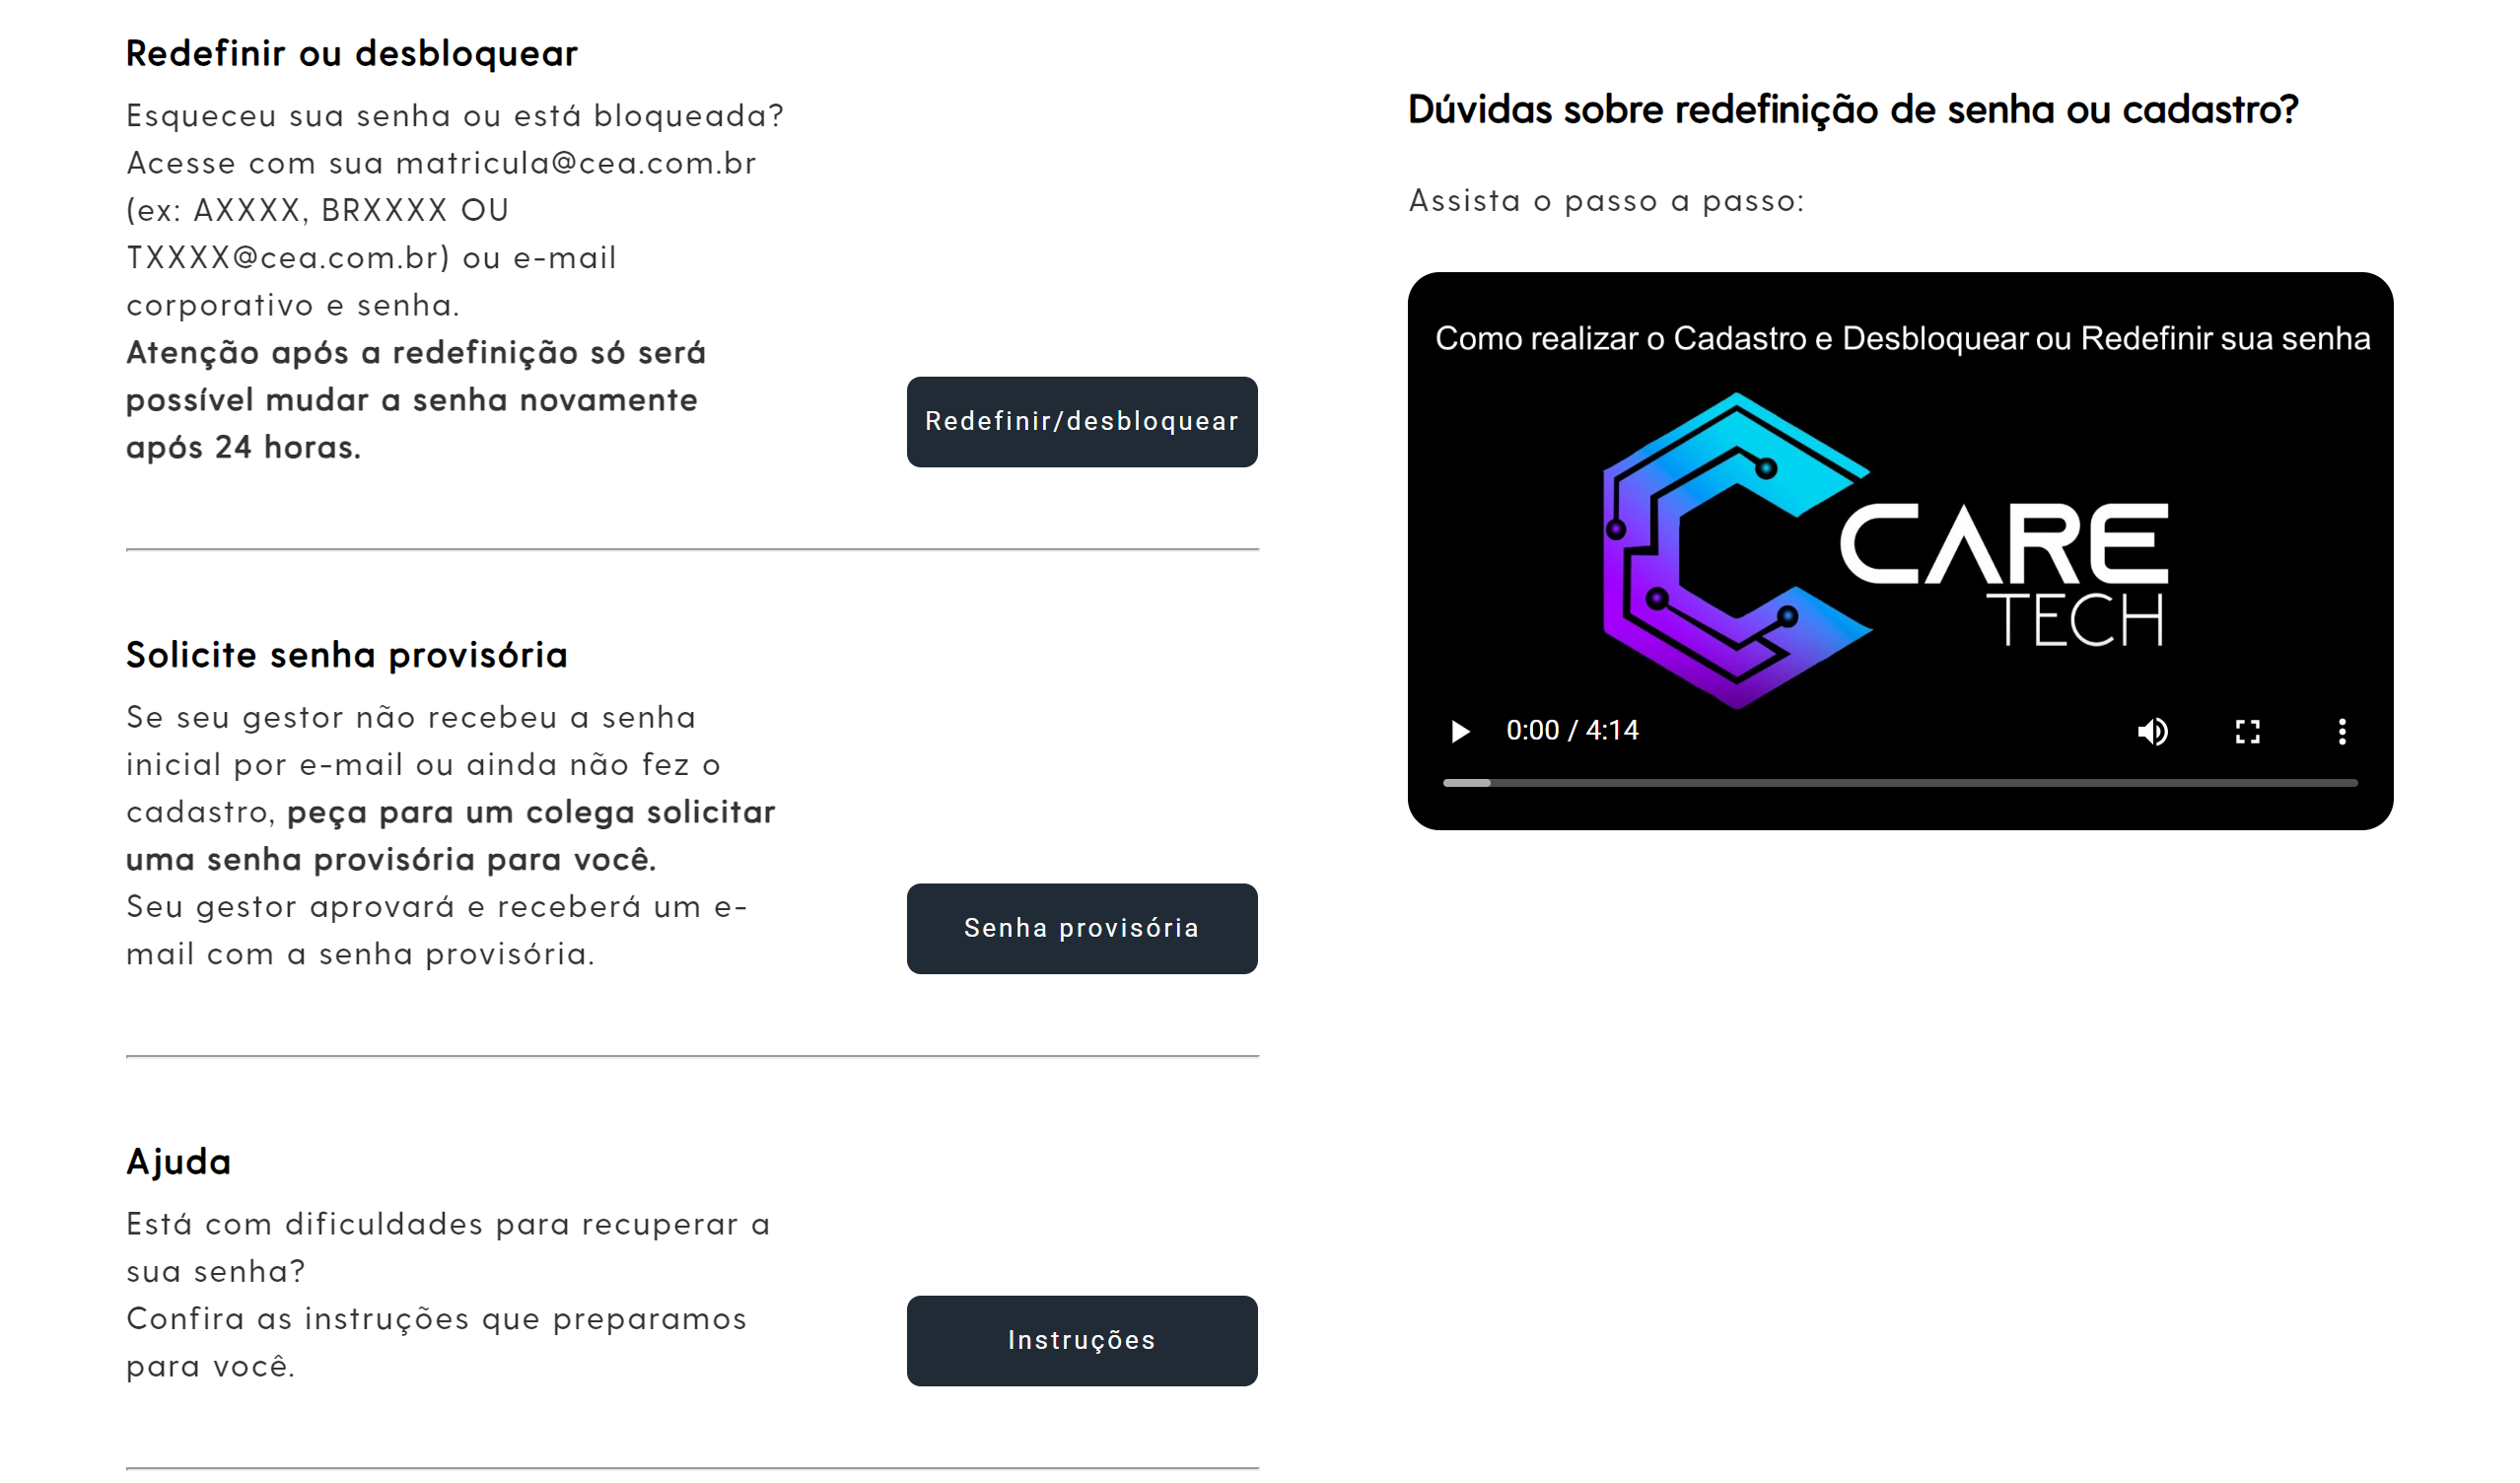 Redefinir ou desbloquear
Esqueceu sua senha ou está bloqueada?
Acesse com sua matricula@cea.com.br
(ex: AXXXX, BRXXXX OU
TXXXX@cea.com.br) ou e-mail
corporativo e senha.
Atenção após a redefinição só será
possível mudar a senha novamente
após 24 horas.
Redefinir/desbloquear
Solicite senha provisória
Se seu gestor não recebeu a senha
inicial por e-mail ou ainda não fez o
cadastro, peça para um colega solicitar
uma senha provisória para você.
Seu gestor aprovará e receberá um e-
mail com a senha provisória.
Senha provisória
Ajuda
Está com dificuldades para recuperar a
sua senha?
Confira as instruções que preparamos
para você.
Instruções
Dúvidas sobre redefinição de senha ou cadastro?
Assista o passo a passo:
Como realizar o Cadastro e Desbloquear ou Redefinir sua senha
CARE
TECH
0:00 / 4:14